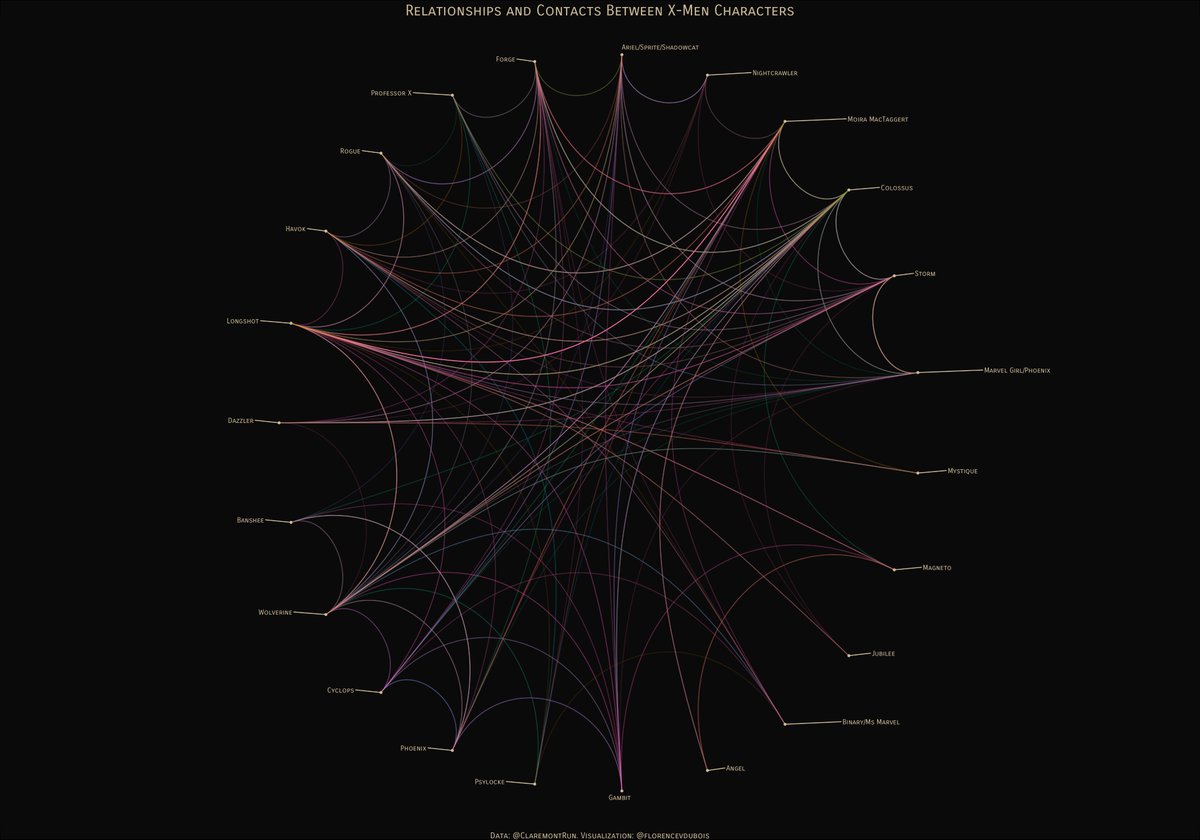 Relationships and Contacts Between X-Men Characters
Ariel/Sprite/Shadowcat
Forge
Nightcrawler
Professor X
Moira MacTaggert
Rogue
Colossus
Havok
Storm
Longshot
Marvel Girl/Phoenix
Dazzler
Mystique
Banshee
Magneto
Wolverine
Jubilee
Cyclops
Binary/Ms Marvel
Phoenix
Angel
Psylocke
Gambit
Data: @ClaremontRun. Visualization: @florencevdubois